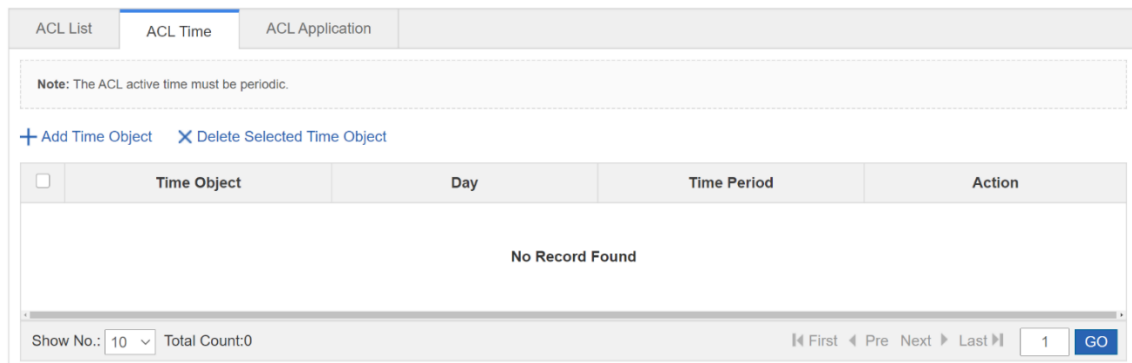 ACL List ACL Time ACL Application
Note: The ACL active time must be periodic.
Add Time Object Delete Selected Time Object
Time Object Day Time Period Action
No Record Found
Show No.: 10 Total Count:0 First Pre Next Last 1 GO